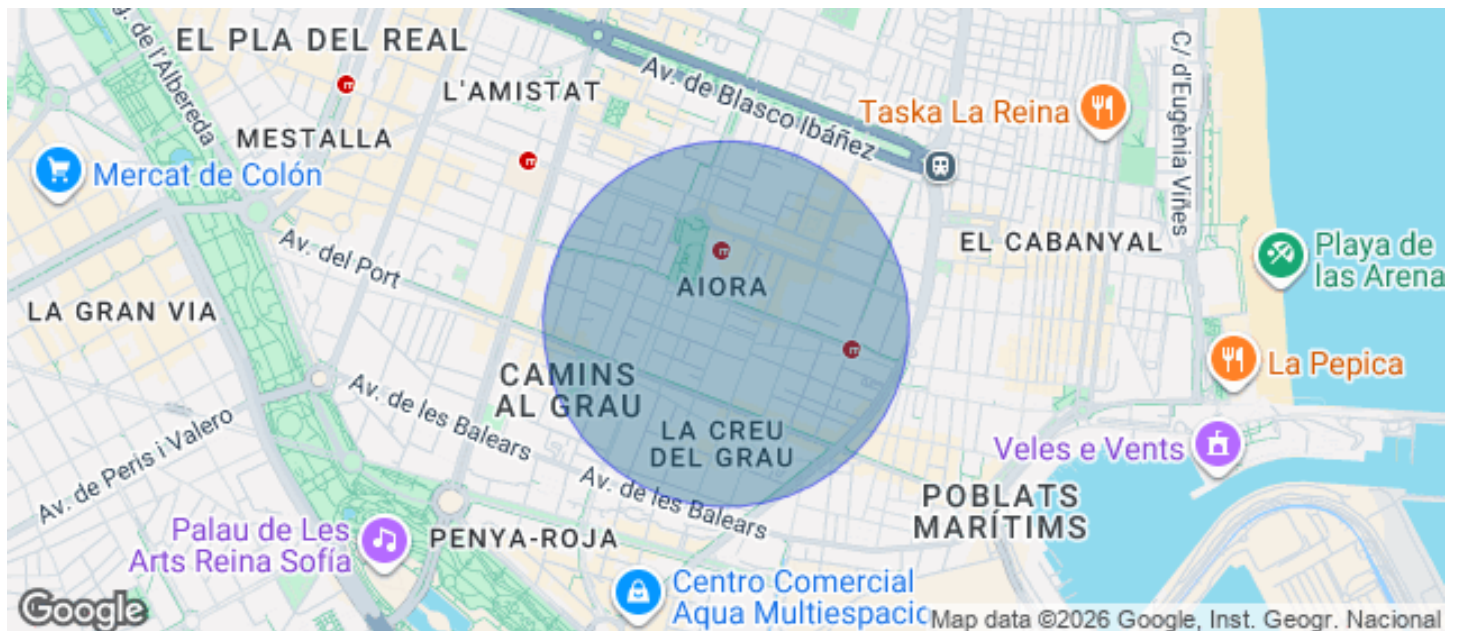 g. de l'Albereda
EL PLA DEL REAL
L'AMISTAT
Av. de Blasco Ibáñez
Taska La Reina
C/ d'Eugènia Viñes
MESTALLA
Mercat de Colón
Av. del Port
EL CABANYAL
Playa de
las Arena
AIORA
LA GRAN VIA
CAMINS
AL GRAU
La Pepica
Av. de les Balears
LA CREU
DEL GRAU
Veles e Vents
Av. de Peris i Valero
Av. de les Balears
POBLATS
MARÍTIMS
Palau de Les
Arts Reina Sofía
PENYA-ROJA
Centro Comercial
Aqua Multiespacio
Google
Map data ©2026 Google, Inst. Geogr. Nacional